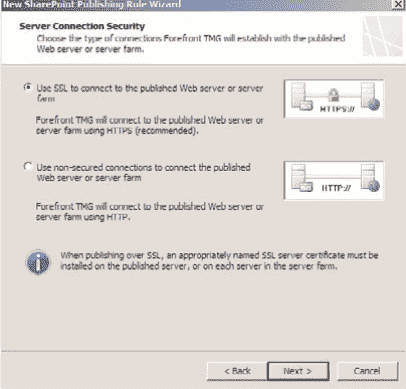 New SharePoint Publishing Rule Wizard
Server Connection Security
Choose the type of connections Forefront TMG will establish with the published
Web server or server farm.
Use SSL to connect to the published Web server or server
farm
HTTPS://
Forefront TMG will connect to the published Web server or
server farm using HTTPS (recommended).
Use non-secured connections to connect the published
Web server or server farm
HTTP://
Forefront TMG will connect to the published Web server or
server farm using HTTP.
When publishing over SSL, an appropriately named SSL server certificate must be
installed on the published server, or on each server in the server farm.
< Back
Next >
Cancel